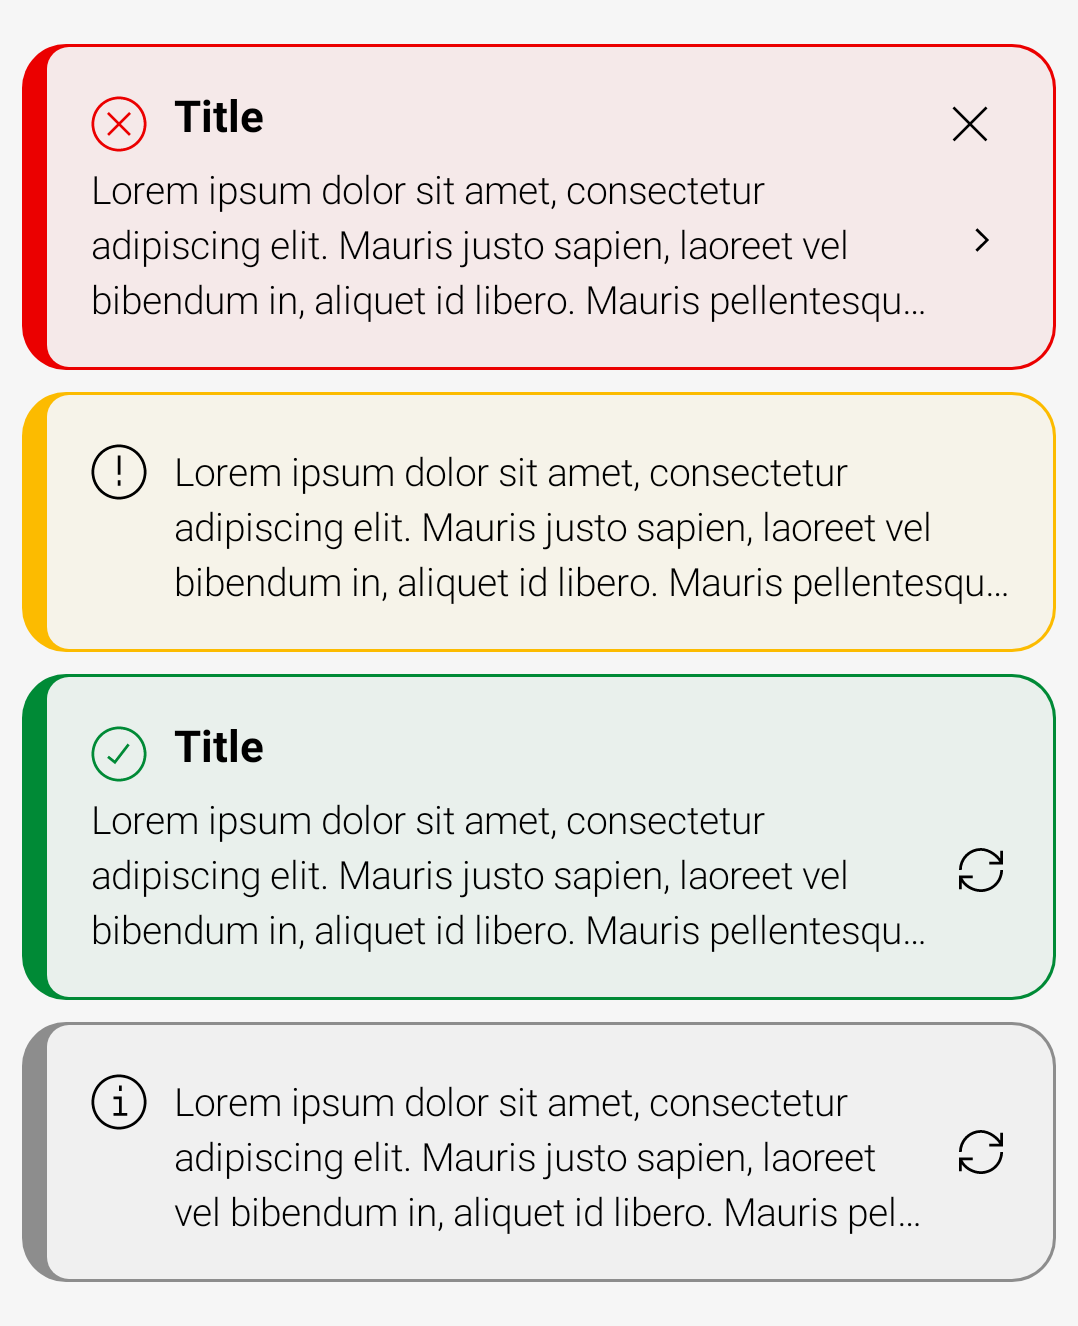 Title
Lorem ipsum dolor sit amet, consectetur
adipiscing elit. Mauris justo sapien, laoreet vel
bibendum in, aliquet id libero. Mauris pellentesqu...
Lorem ipsum dolor sit amet, consectetur
adipiscing elit. Mauris justo sapien, laoreet vel
bibendum in, aliquet id libero. Mauris pellentesqu...
Title
Lorem ipsum dolor sit amet, consectetur
adipiscing elit. Mauris justo sapien, laoreet vel
bibendum in, aliquet id libero. Mauris pellentesqu...
Lorem ipsum dolor sit amet, consectetur
adipiscing elit. Mauris justo sapien, laoreet
vel bibendum in, aliquet id libero. Mauris pel...